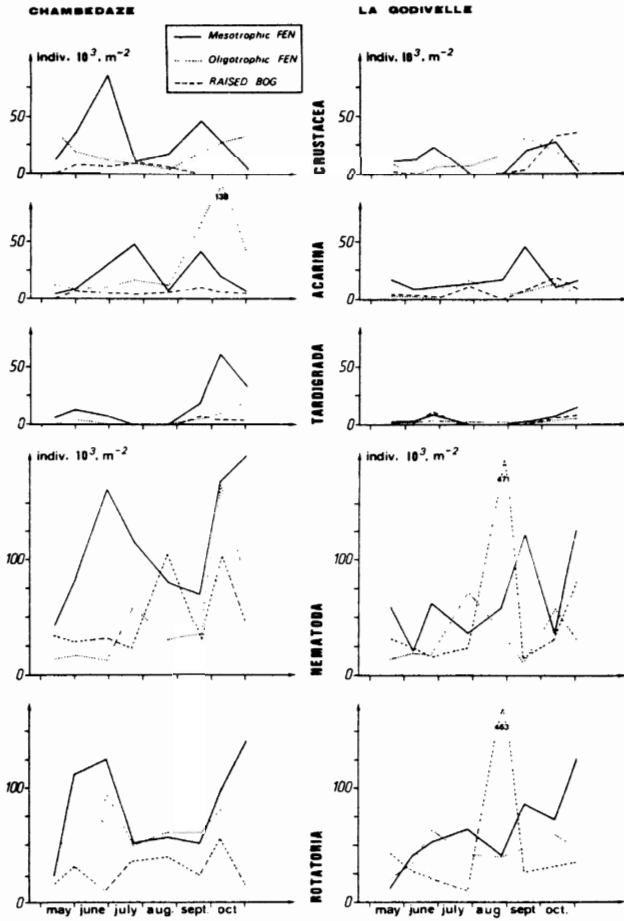 CHAMBEDAZE
LA GODIVELLE
indiv. 10³, m⁻²
Mesotrophic FEN
Oligotrophic FEN
RAISED BOG
indiv. 10³, m⁻²
50
0
CRUSTACEA
50
0
138
50
0
ACARINA
50
0
50
0
TARDIGRADA
50
0
indiv. 10³, m⁻²
100
0
NEMATODA
indiv. 10³, m⁻²
471
100
0
100
0
ROTATORIA
463
100
0
may june july aug. sept. oct.
may june july aug sept. oct.